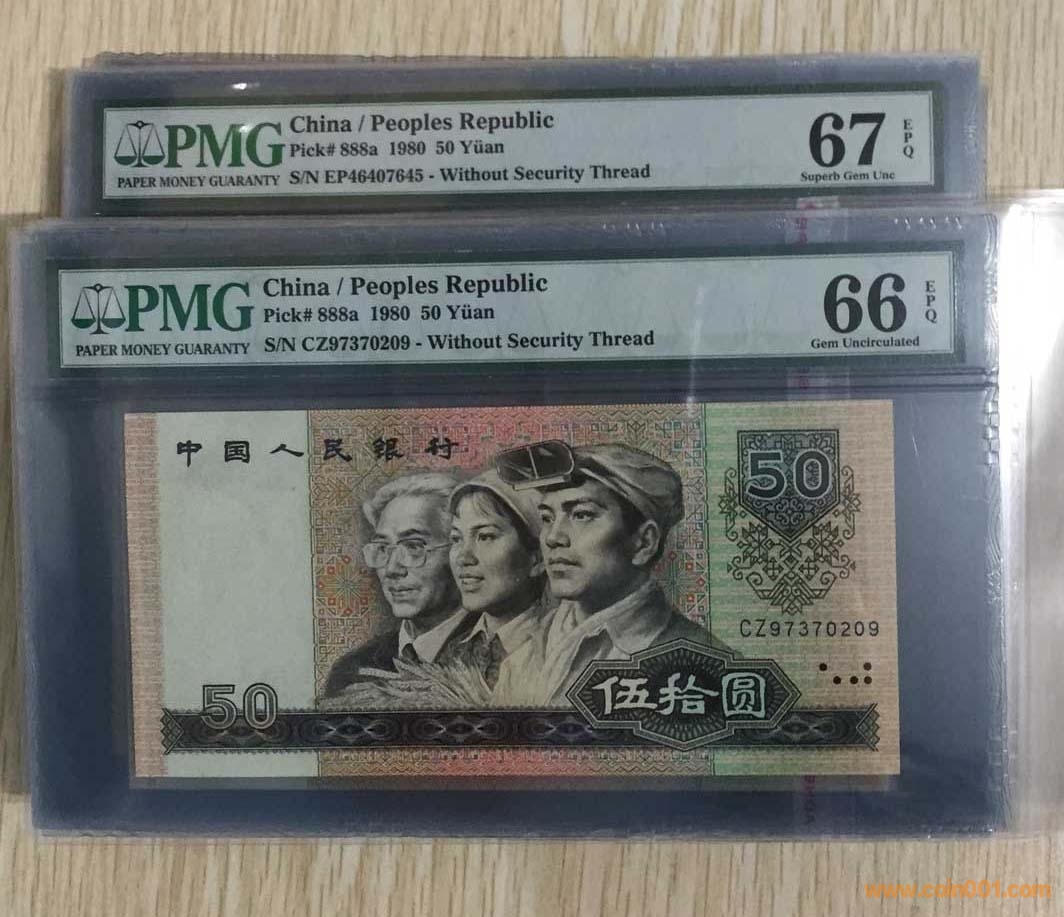 PMG
PAPER MONEY GUARANTY
China / Peoples Republic
Pick# 888a 1980 50 Yüan
S/N EP46407645 - Without Security Thread
67
EPQ
Superb Gem Unc
PMG
PAPER MONEY GUARANTY
China / Peoples Republic
Pick# 888a 1980 50 Yüan
S/N CZ97370209 - Without Security Thread
66
EPQ
Gem Uncirculated
中国人民银行
50
CZ97370209
50
伍拾圆
www.coin001.com